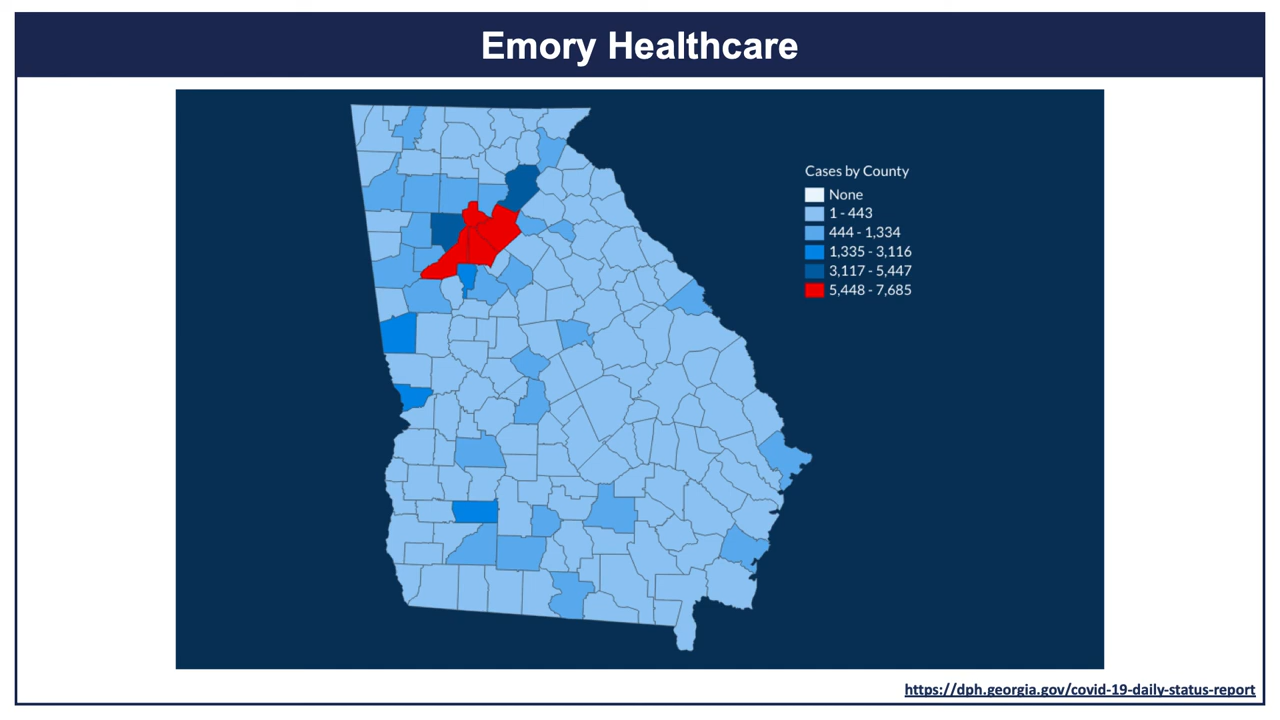 Emory Healthcare
Cases by County
None
1 - 443
444 - 1,334
1,335 - 3,116
3,117 - 5,447
5,448 - 7,685
https://dph.georgia.gov/covid-19-daily-status-report